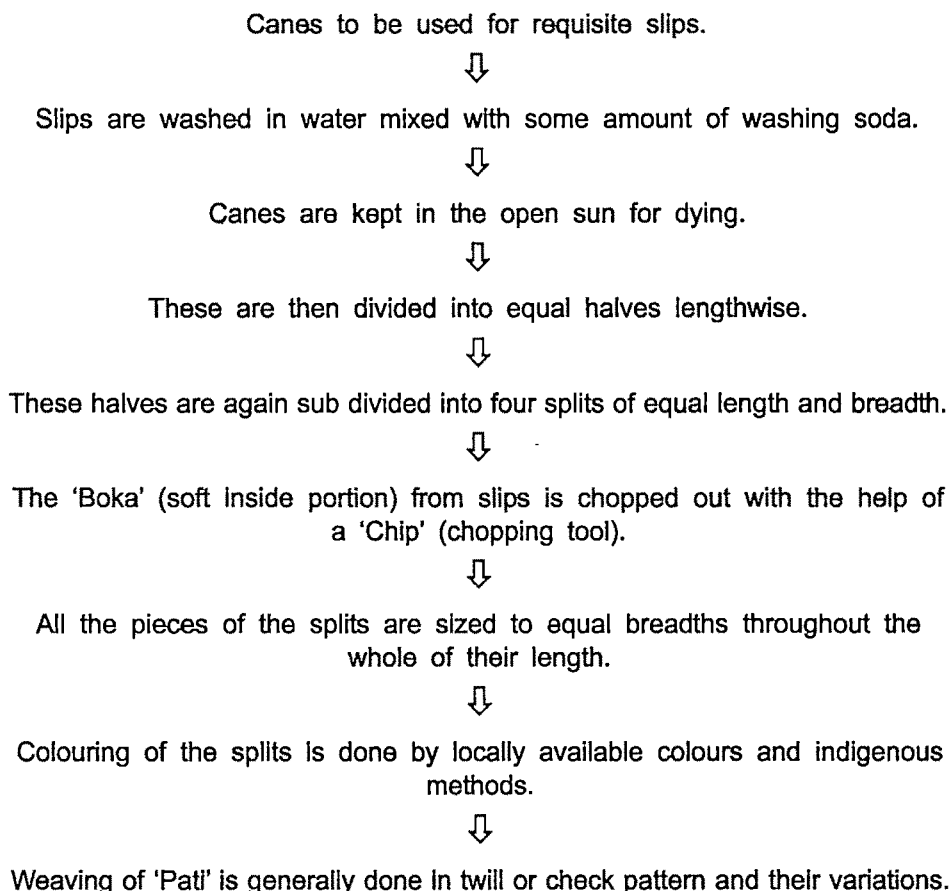 Canes to be used for requisite slips.
⇩
Slips are washed in water mixed with some amount of washing soda.
⇩
Canes are kept in the open sun for dying.
⇩
These are then divided into equal halves lengthwise.
⇩
These halves are again sub divided into four splits of equal length and breadth.
⇩
The 'Boka' (soft inside portion) from slips is chopped out with the help of
a 'Chip' (chopping tool).
⇩
All the pieces of the splits are sized to equal breadths throughout the
whole of their length.
⇩
Colouring of the splits is done by locally available colours and indigenous
methods.
⇩
Weaving of 'Pati' is generally done in twill or check pattern and their variations.